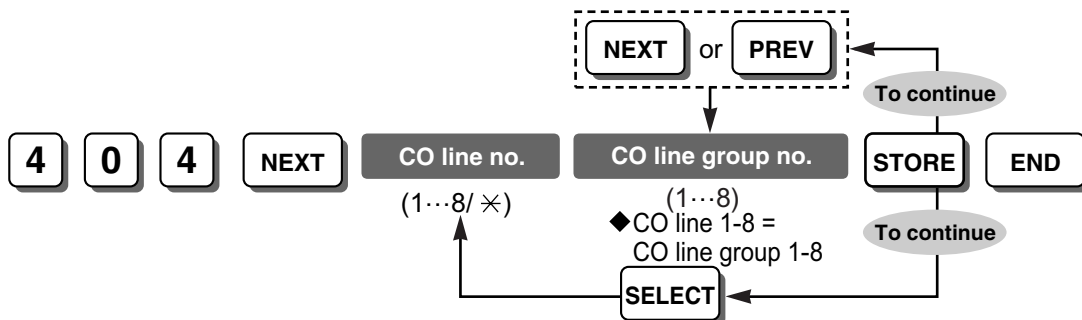 NEXT or PREV
To continue
4 0 4 NEXT CO line no. CO line group no. STORE END
(1···8/ ✳) (1···8)
◆CO line 1-8 =
CO line group 1-8
To continue
SELECT